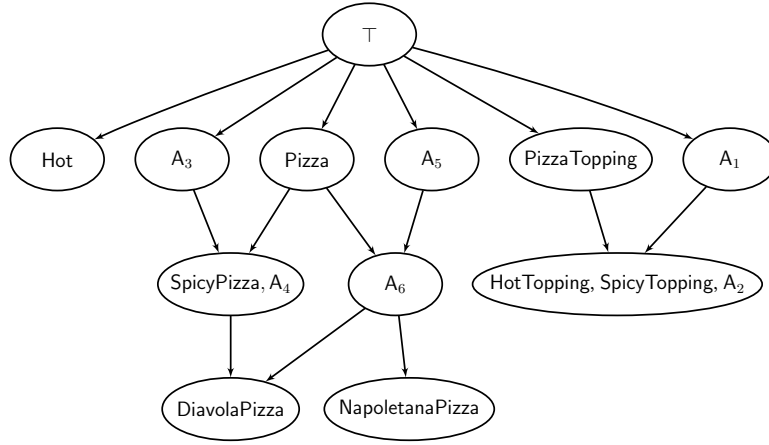 ⊤
Hot
A₃
Pizza
A₅
PizzaTopping
A₁
SpicyPizza, A₄
A₆
HotTopping, SpicyTopping, A₂
DiavolaPizza
NapoletanaPizza